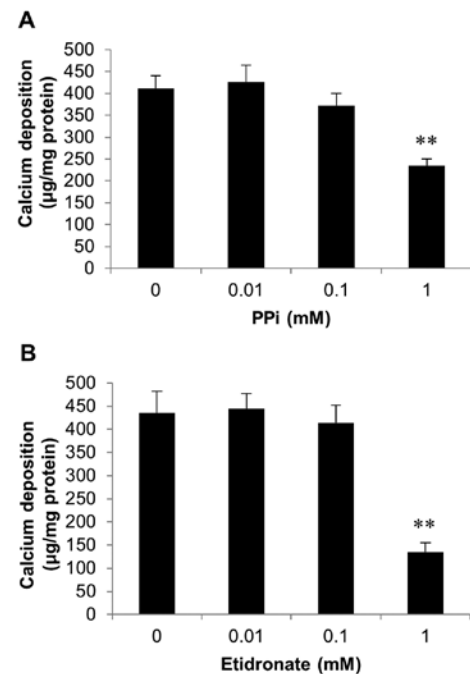 A
Calcium deposition
(µg/mg protein)
500
450
400
350
300
250
200
150
100
50
0
**
0 0.01 0.1 1
PPi (mM)
B
Calcium deposition
(µg/mg protein)
500
450
400
350
300
250
200
150
100
50
0
**
0 0.01 0.1 1
Etidronate (mM)